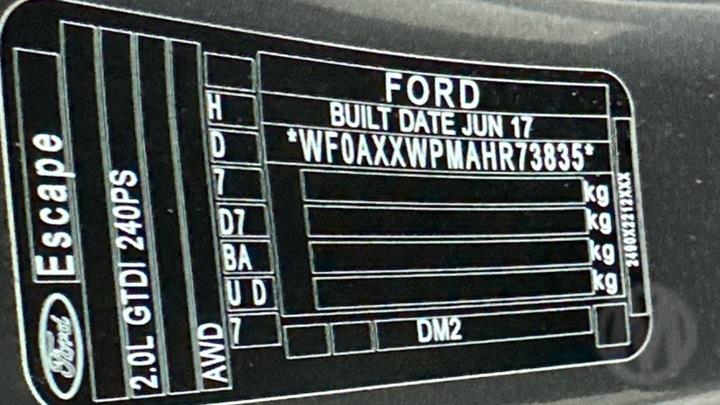 FORD
BUILT DATE JUN 17
*WF0AXXWPMAHR73835*
kg
kg
kg
kg
DM2
H
D
7
D7
BA
U D
7
AWD
2.0L GTDI 240PS
Escape
Ford
2400X2212XXX